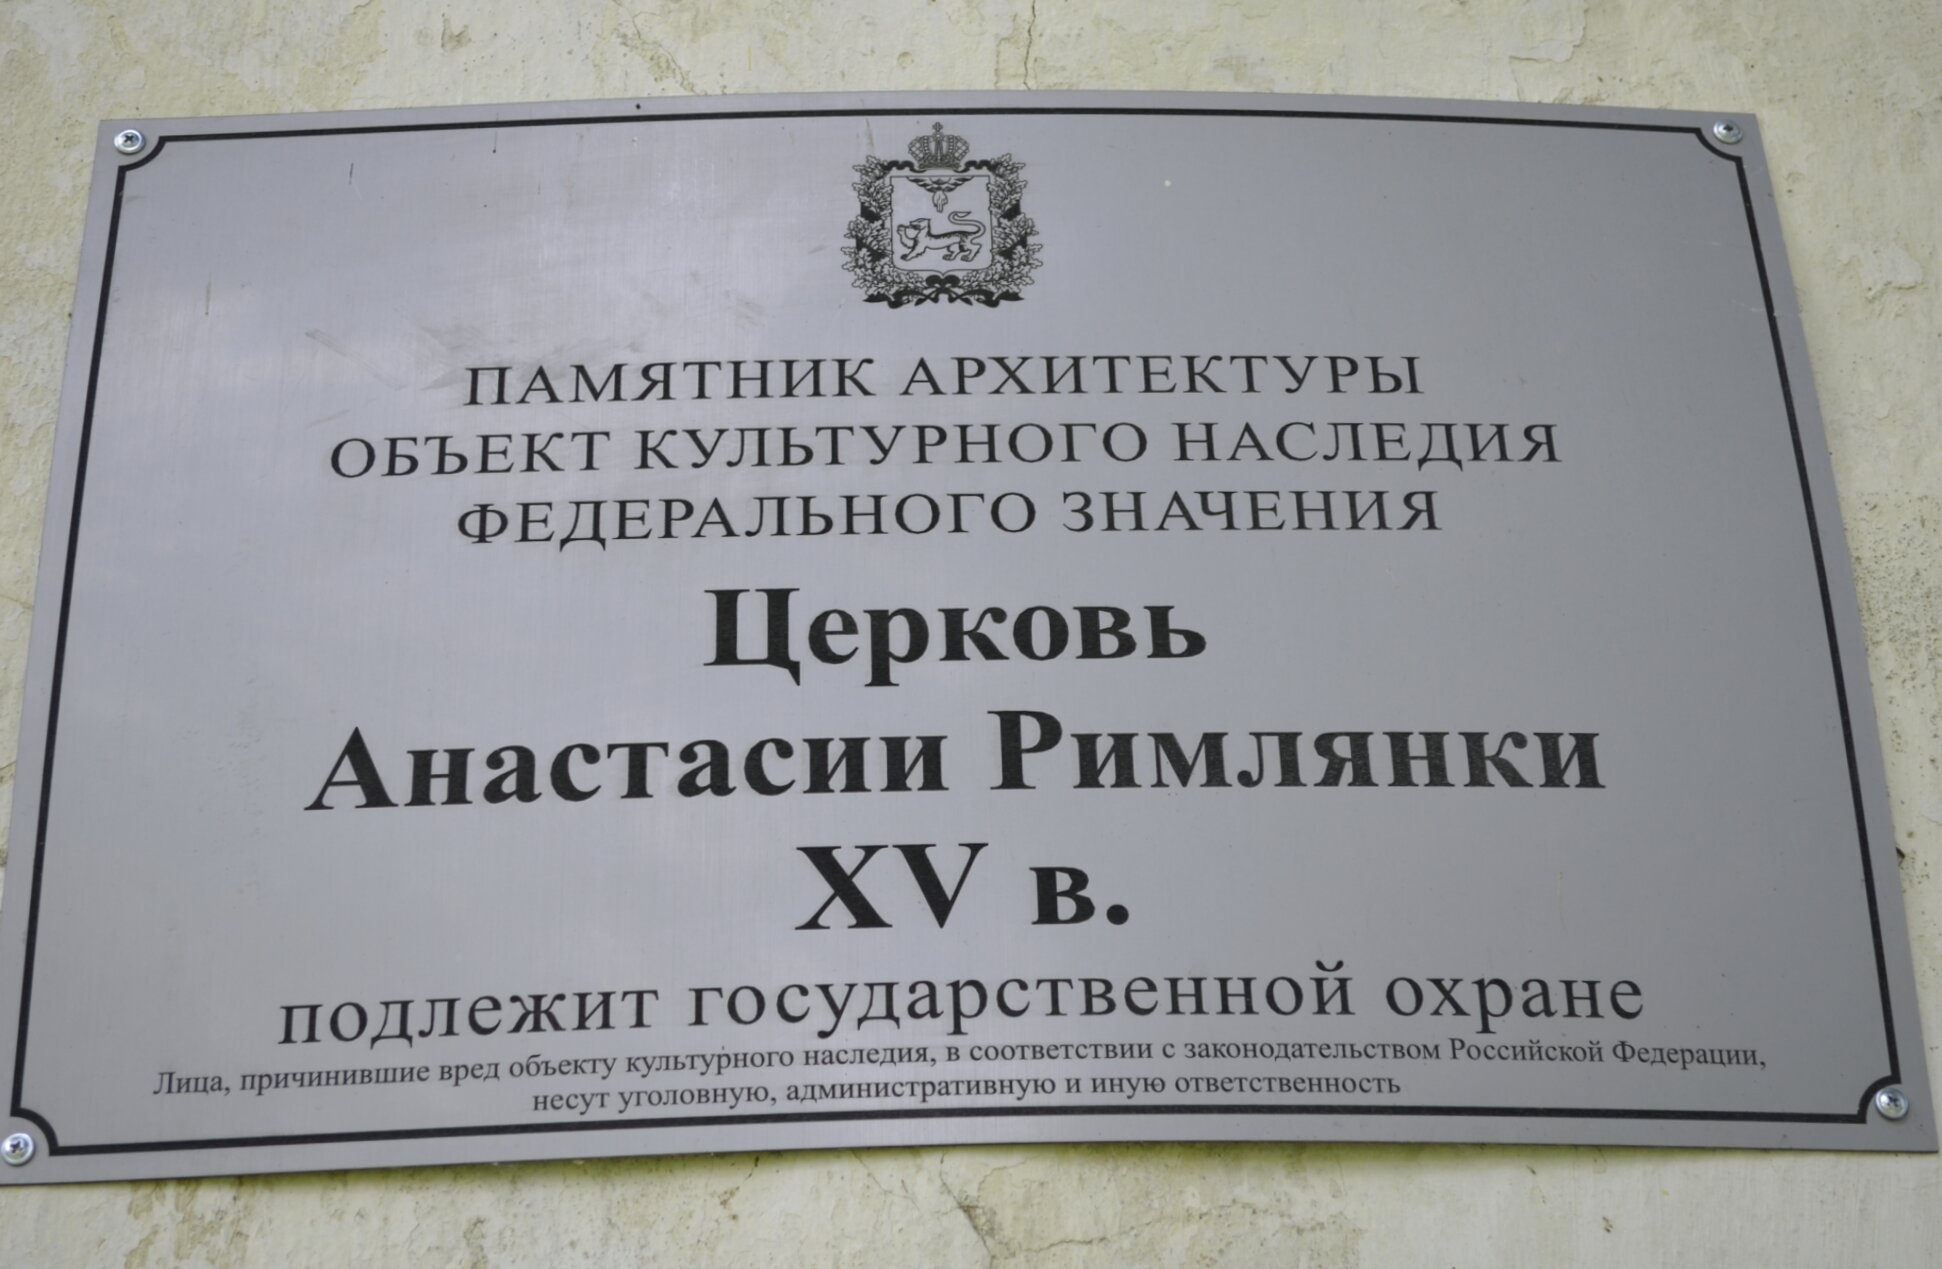 ПАМЯТНИК АРХИТЕКТУРЫ
ОБЪЕКТ КУЛЬТУРНОГО НАСЛЕДИЯ
ФЕДЕРАЛЬНОГО ЗНАЧЕНИЯ
Церковь
Анастасии Римлянки
XV в.
подлежит государственной охране
Лица, причинившие вред объекту культурного наследия, в соответствии с законодательством Российской Федерации,
несут уголовную, административную и иную ответственность